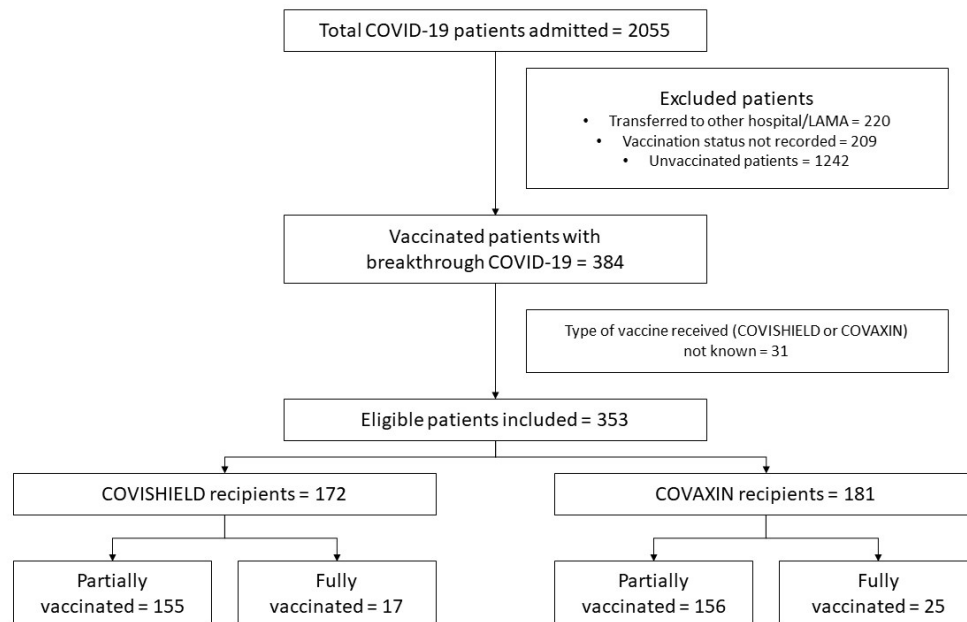 Total COVID-19 patients admitted = 2055
Excluded patients
• Transferred to other hospital/LAMA = 220
• Vaccination status not recorded = 209
• Unvaccinated patients = 1242
Vaccinated patients with
breakthrough COVID-19 = 384
Type of vaccine received (COVISHIELD or COVAXIN)
not known = 31
Eligible patients included = 353
COVISHIELD recipients = 172
COVAXIN recipients = 181
Partially
vaccinated = 155
Fully
vaccinated = 17
Partially
vaccinated = 156
Fully
vaccinated = 25